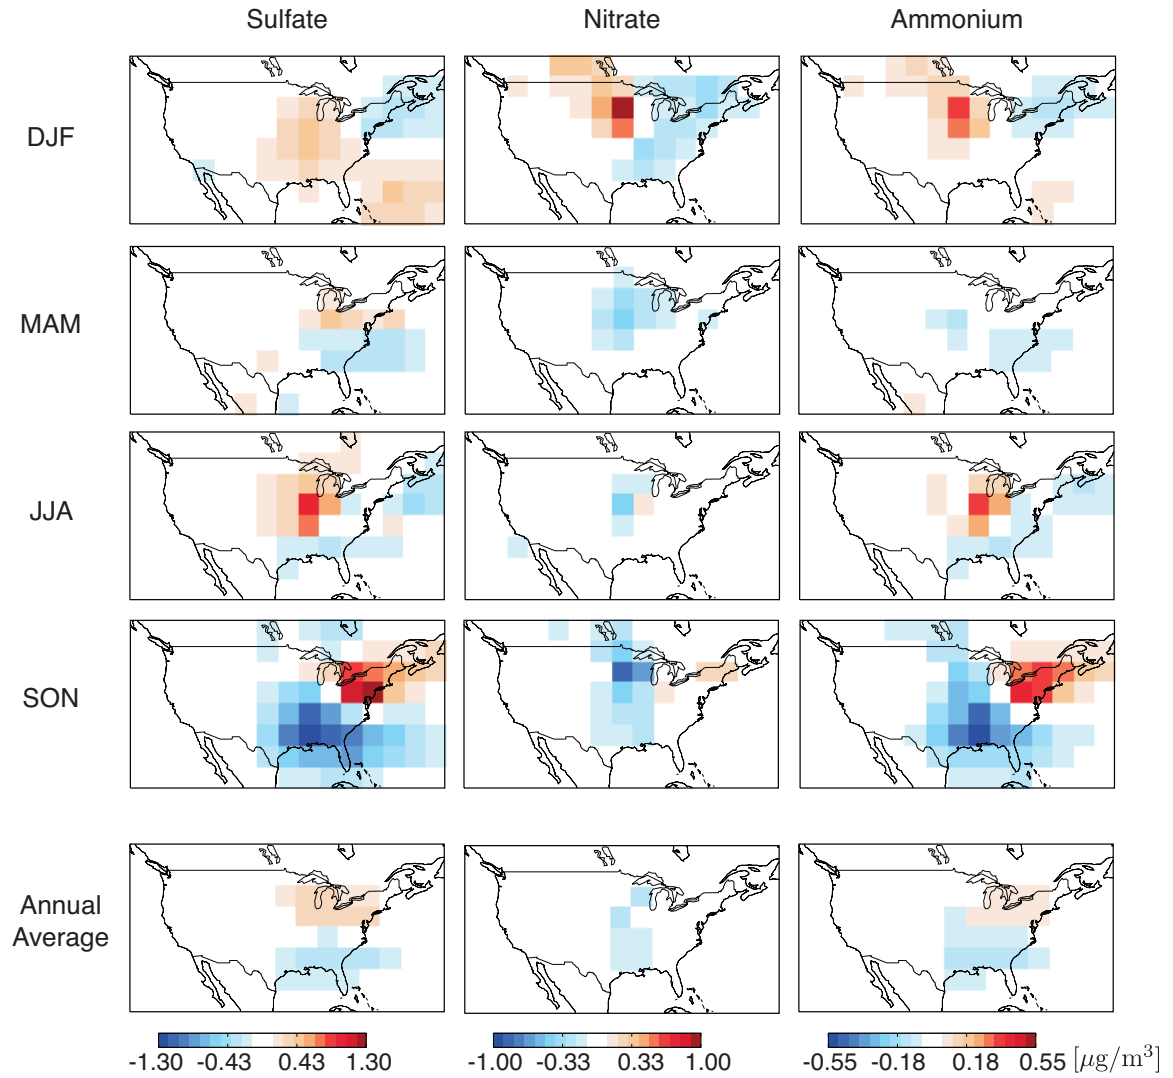 Sulfate Nitrate Ammonium
DJF
MAM
JJA
SON
Annual
Average
-1.30 -0.43 0.43 1.30 -1.00 -0.33 0.33 1.00 -0.55 -0.18 0.18 0.55 [μg/m³]